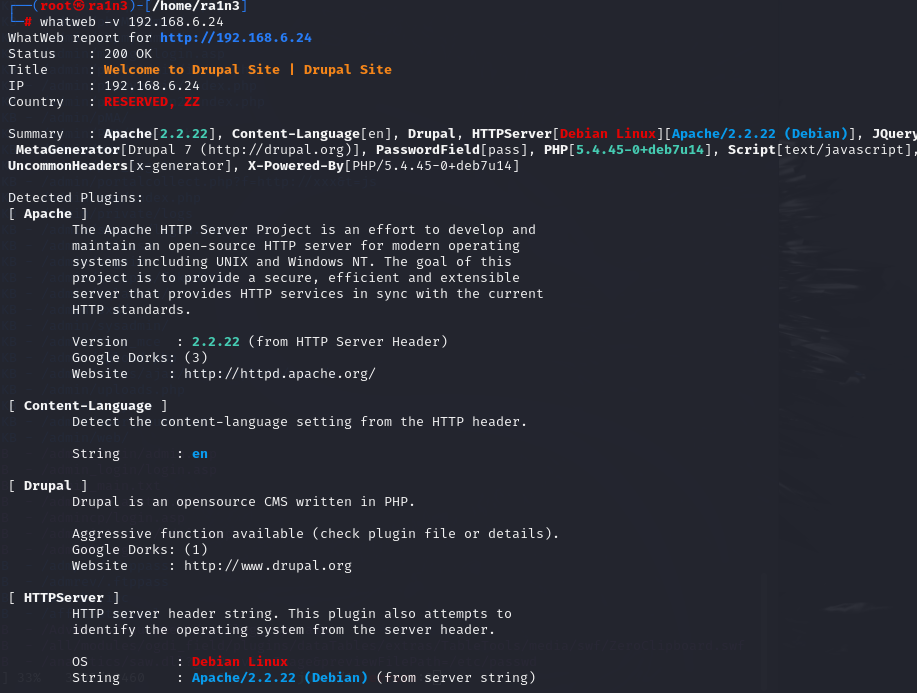 ┌──(root㉿ra1n3)-[/home/ra1n3]
└─# whatweb -v 192.168.6.24
WhatWeb report for http://192.168.6.24
Status    : 200 OK
Title     : Welcome to Drupal Site | Drupal Site
IP        : 192.168.6.24
Country   : RESERVED, ZZ
Summary   : Apache[2.2.22], Content-Language[en], Drupal, HTTPServer[Debian Linux][Apache/2.2.22 (Debian)], JQuery
MetaGenerator[Drupal 7 (http://drupal.org)], PasswordField[pass], PHP[5.4.45-0+deb7u14], Script[text/javascript],
UncommonHeaders[x-generator], X-Powered-By[PHP/5.4.45-0+deb7u14]
Detected Plugins:
[ Apache ]
The Apache HTTP Server Project is an effort to develop and
maintain an open-source HTTP server for modern operating
systems including UNIX and Windows NT. The goal of this
project is to provide a secure, efficient and extensible
server that provides HTTP services in sync with the current
HTTP standards.
Version      : 2.2.22 (from HTTP Server Header)
Google Dorks: (3)
Website     : http://httpd.apache.org/
[ Content-Language ]
Detect the content-language setting from the HTTP header.
String       : en
[ Drupal ]
Drupal is an opensource CMS written in PHP.
Aggressive function available (check plugin file or details).
Google Dorks: (1)
Website     : http://www.drupal.org
[ HTTPServer ]
HTTP server header string. This plugin also attempts to
identify the operating system from the server header.
OS           : Debian Linux
String       : Apache/2.2.22 (Debian) (from server string)